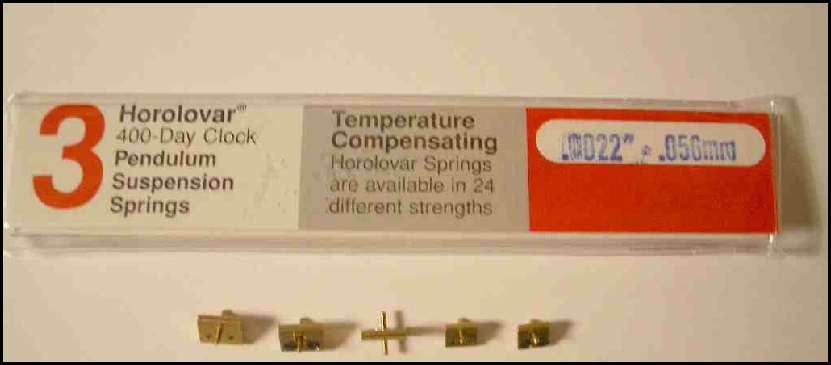 3
Horolovar™
400-Day Clock
Pendulum
Suspension
Springs
Temperature
Compensating
Horolovar Springs
are available in 24
different strengths
.0022" - .056mm